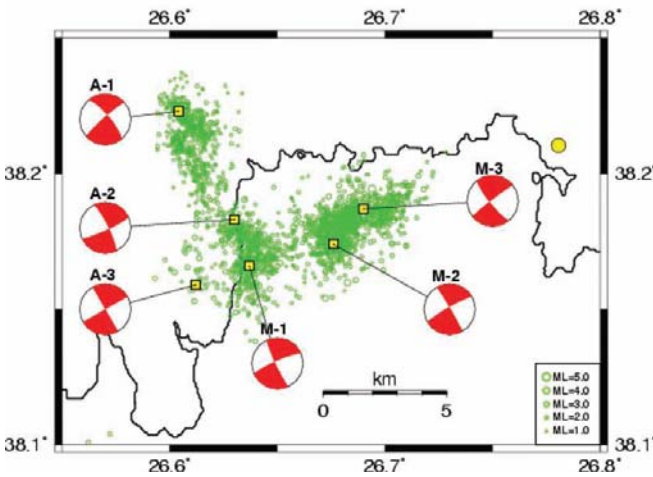 26.6° 26.7° 26.8°
A-1
38.2° 38.2°
M-3
A-2
A-3
M-2
M-1
km
0 5
ML=5.0
ML=4.0
ML=3.0
ML=2.0
ML=1.0
38.1° 38.1°
26.6° 26.7° 26.8°